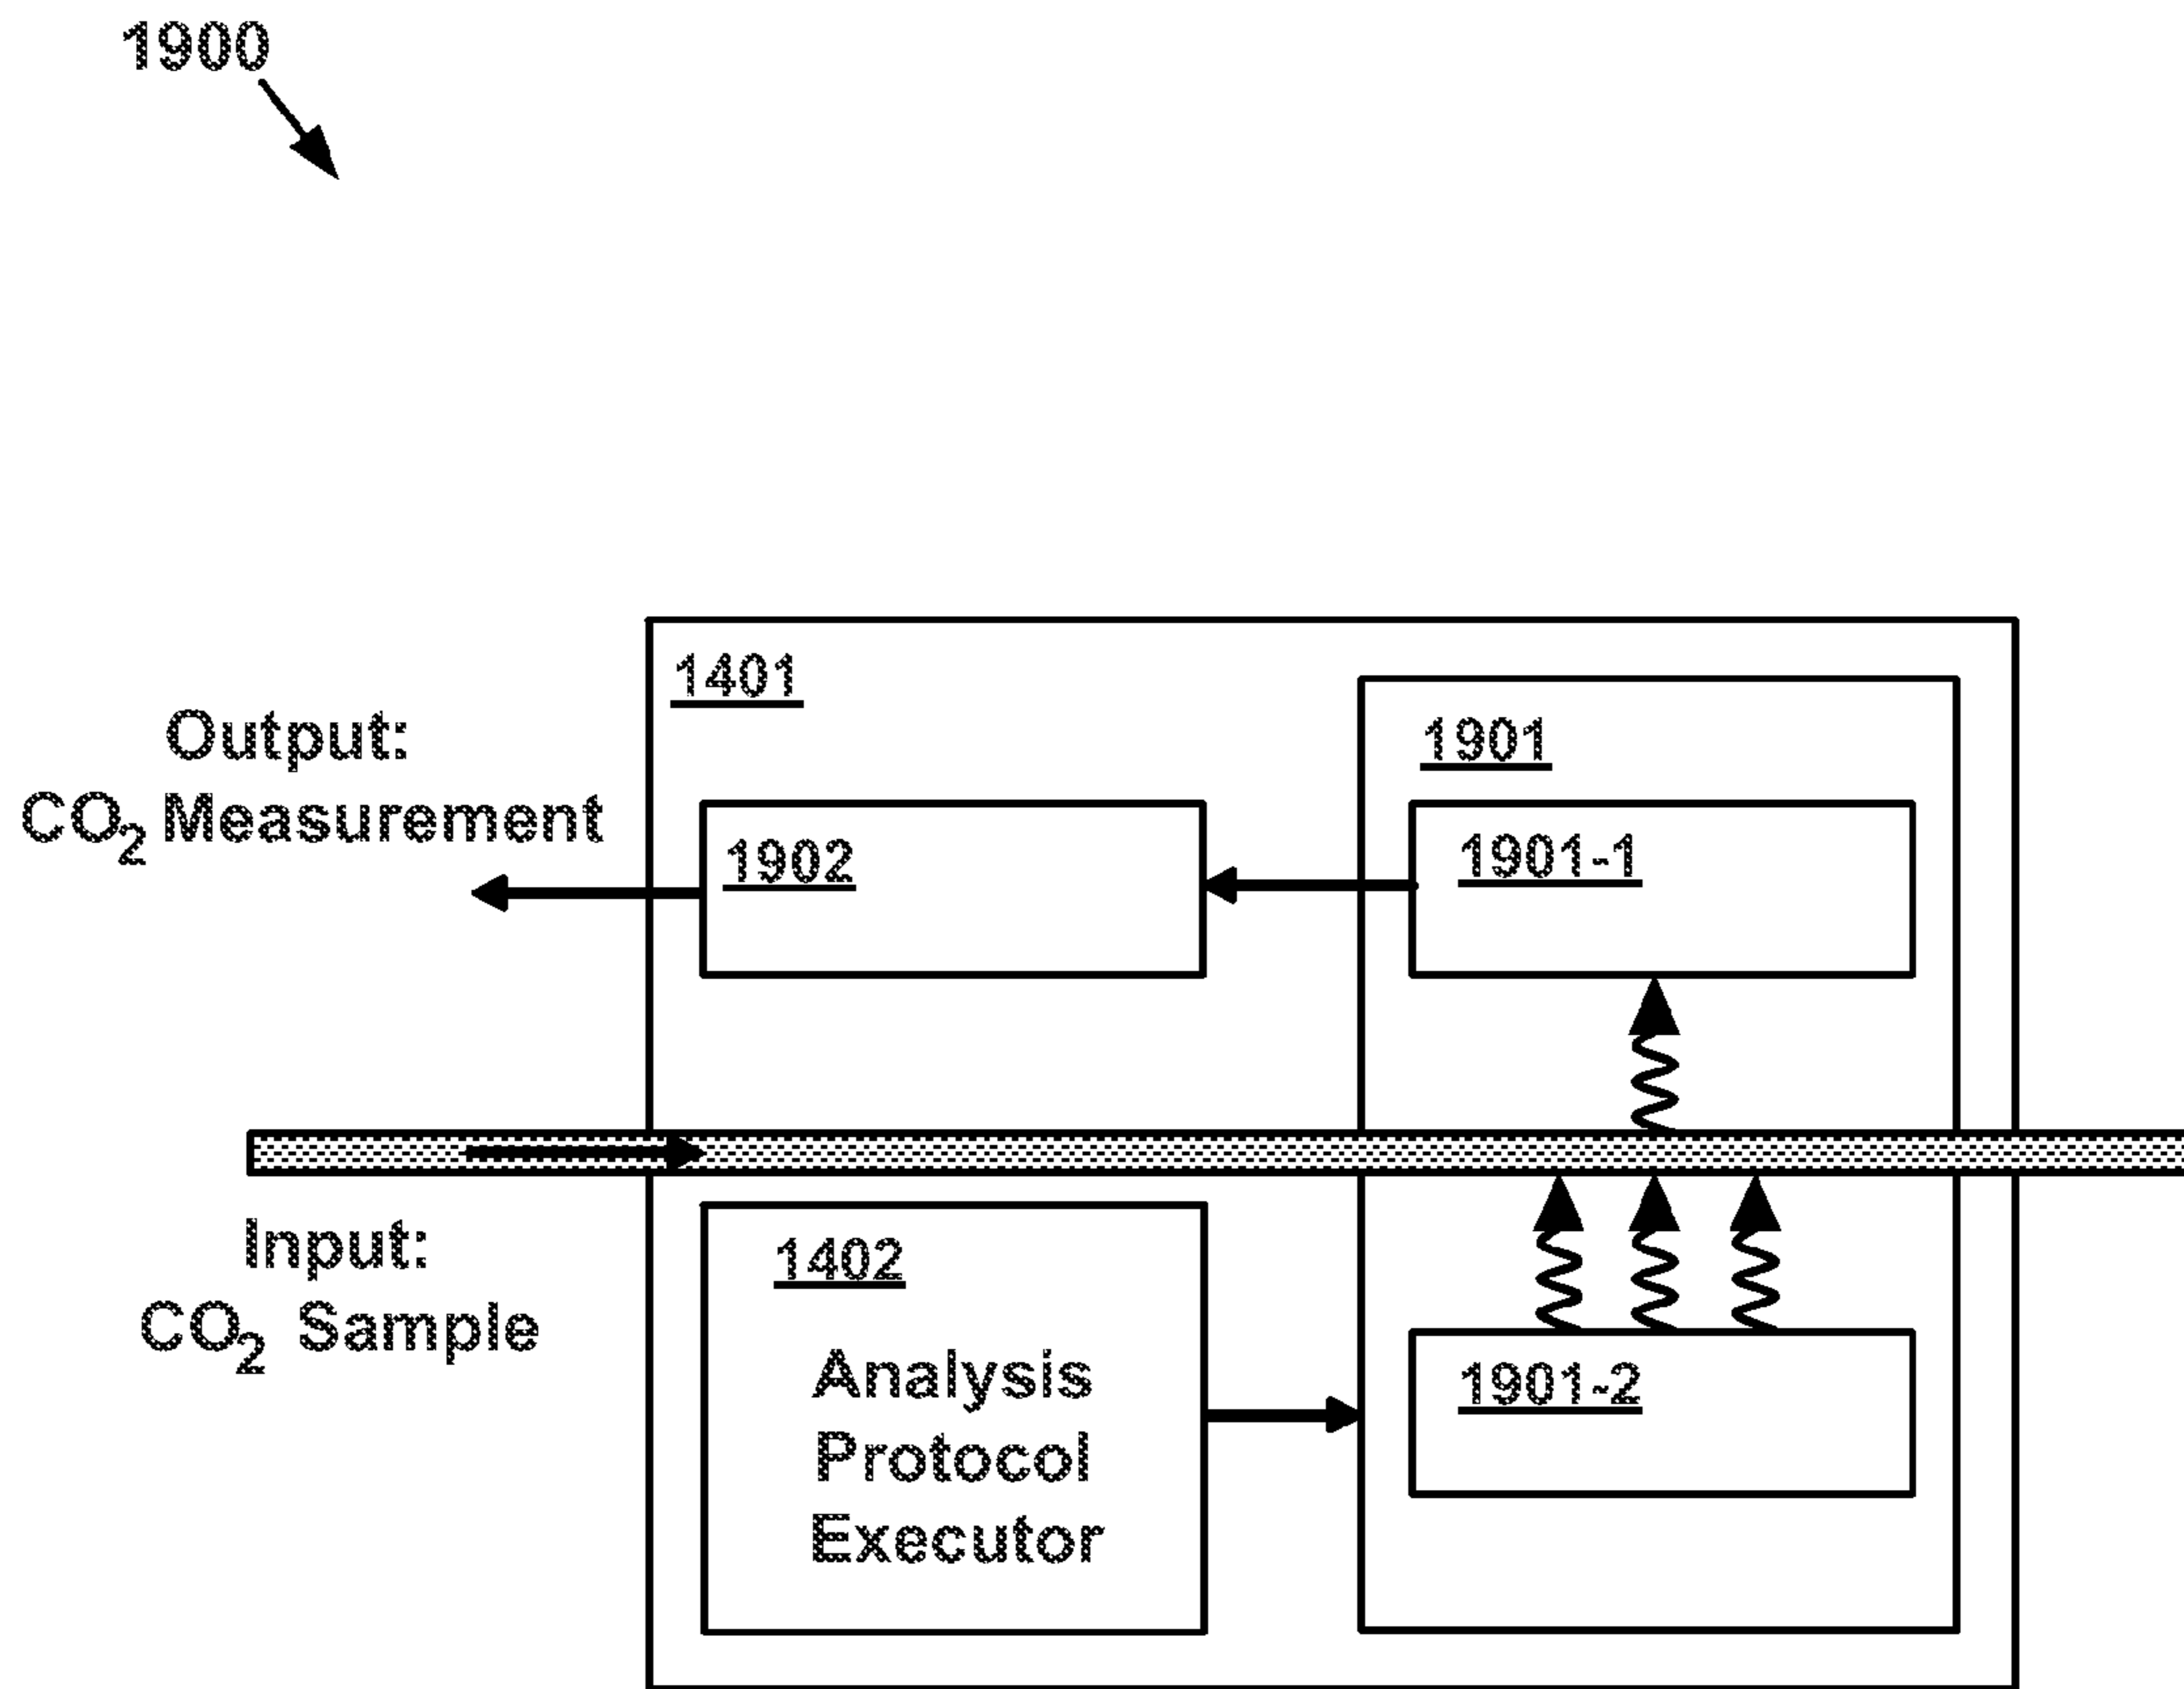 1900
1401
1901
Output:
CO₂ Measurement
1902
1901-1
Input:
CO₂ Sample
1402
Analysis
Protocol
Executor
1901-2